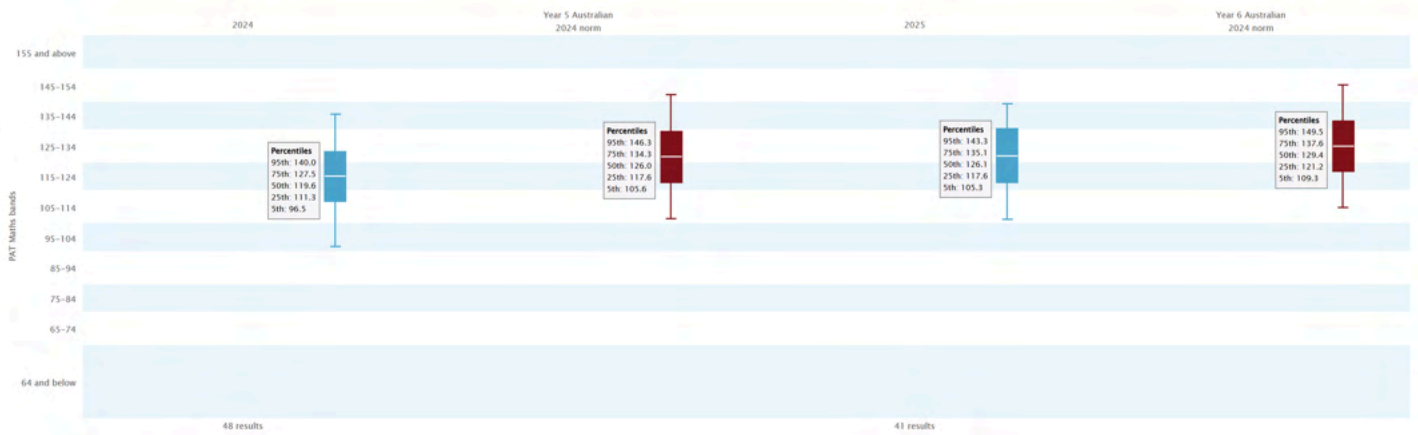 2024
Year 5 Australian
2024 norm
2025
Year 6 Australian
2024 norm
PAT Maths bands
155 and above
145–154
135–144
125–134
115–124
105–114
95–104
85–94
75–84
65–74
64 and below
Percentiles
95th: 140.0
75th: 127.5
50th: 119.6
25th: 111.3
5th: 96.5
Percentiles
95th: 146.3
75th: 134.3
50th: 126.0
25th: 117.6
5th: 105.6
Percentiles
95th: 143.3
75th: 135.1
50th: 126.1
25th: 117.6
5th: 105.3
Percentiles
95th: 149.5
75th: 137.6
50th: 129.4
25th: 121.2
5th: 109.3
48 results
41 results